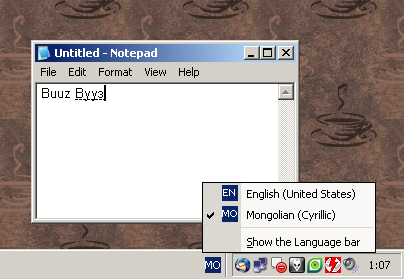 Untitled - Notepad
File Edit Format View Help
Buuz Бууз
EN English (United States)
MO Mongolian (Cyrillic)
Show the Language bar
MO 1:07